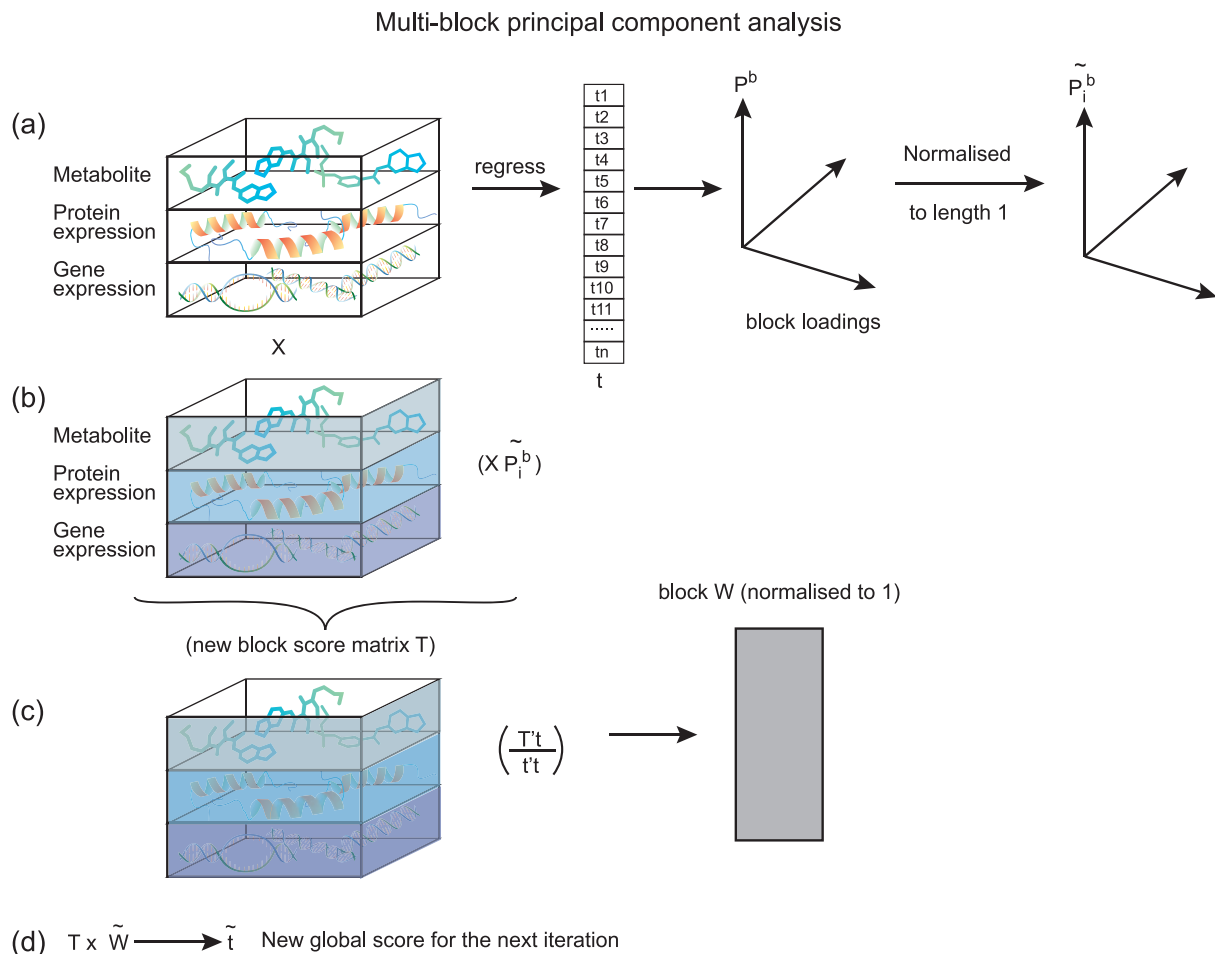 Multi-block principal component analysis
(a)
Metabolite
Protein
expression
Gene
expression
X
regress
t1
t2
t3
t4
t5
t6
t7
t8
t9
t10
t11
.....
tn
t
P^b
block loadings
Normalised
to length 1
P̃_i^b
(b)
Metabolite
Protein
expression
Gene
expression
(X P̃_i^b)
(new block score matrix T)
block W (normalised to 1)
(c)
(T't / t't)
(d) T x W̃ → t̃ New global score for the next iteration